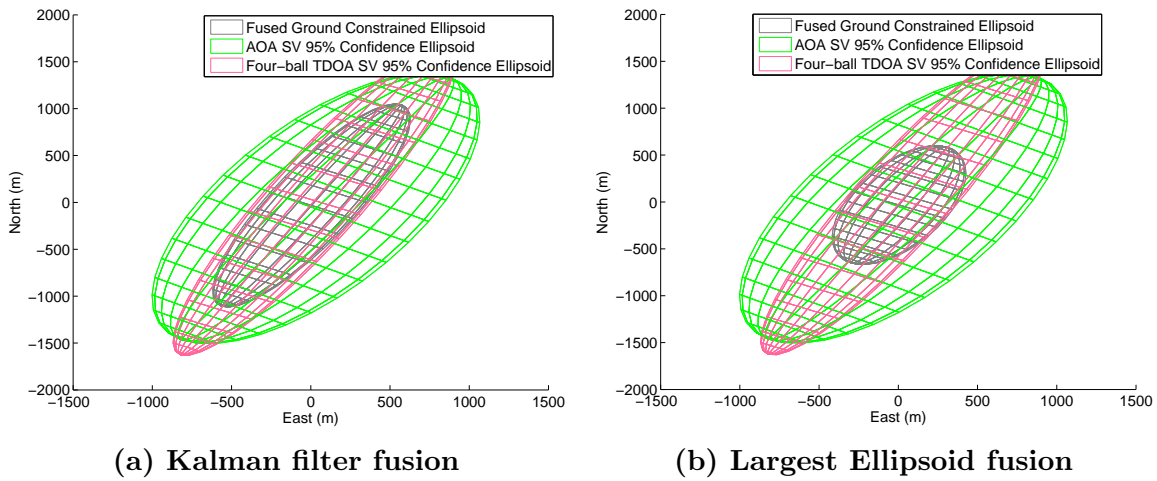 Fused Ground Constrained Ellipsoid
AOA SV 95% Confidence Ellipsoid
Four−ball TDOA SV 95% Confidence Ellipsoid
2000
1500
1000
500
0
−500
−1000
−1500
−2000
North (m)
−1500 −1000 −500 0 500 1000 1500
East (m)
(a) Kalman filter fusion
Fused Ground Constrained Ellipsoid
AOA SV 95% Confidence Ellipsoid
Four−ball TDOA SV 95% Confidence Ellipsoid
2000
1500
1000
500
0
−500
−1000
−1500
−2000
North (m)
−1500 −1000 −500 0 500 1000 1500
East (m)
(b) Largest Ellipsoid fusion